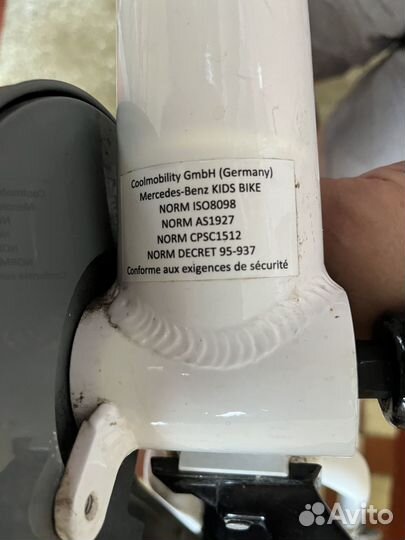 Coolmobility GmbH (Germany)
Mercedes-Benz KIDS BIKE
NORM ISO8098
NORM AS1927
NORM CPSC1512
NORM DECRET 95-937
Conforme aux exigences de sécurité
Avito